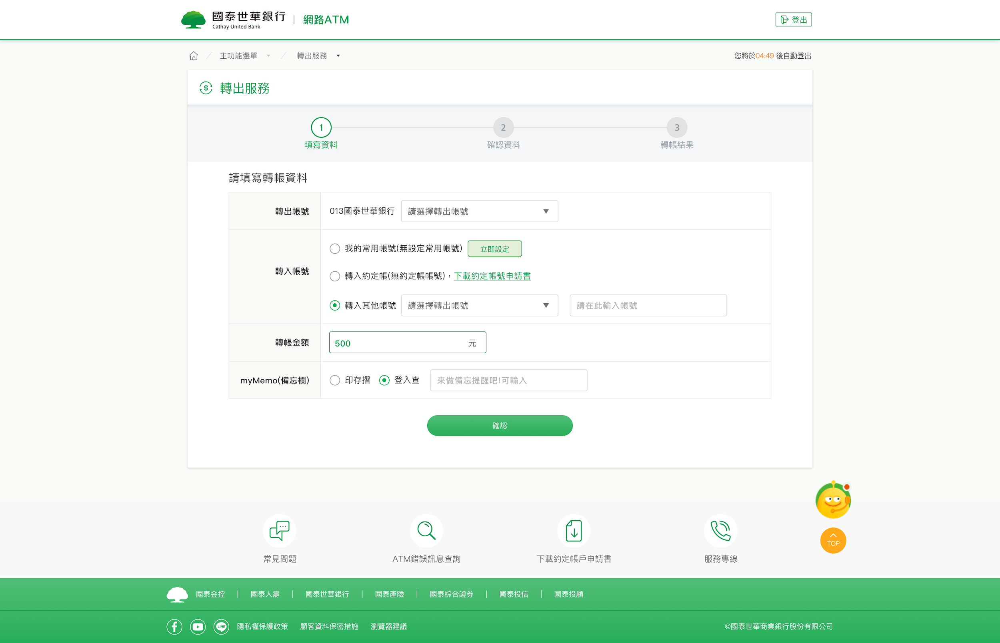 國泰世華銀行
Cathay United Bank
網路ATM
登出
主功能選單
轉出服務
您將於04:49 後自動登出
轉出服務
1
2
3
填寫資料
確認資料
轉帳結果
請填寫轉帳資料
轉出帳號
013國泰世華銀行
請選擇轉出帳號
轉入帳號
我的常用帳號(無設定常用帳號)
立即設定
轉入約定帳(無約定帳帳號),下載約定帳號申請書
轉入其他帳號
請選擇轉出帳號
請在此輸入帳號
轉帳金額
500
元
myMemo(備忘欄)
印存摺
登入查
來做備忘提醒吧!可輸入
確認
TOP
常見問題
ATM錯誤訊息查詢
下載約定帳戶申請書
服務專線
國泰金控 | 國泰人壽 | 國泰世華銀行 | 國泰產險 | 國泰綜合證券 | 國泰投信 | 國泰投顧
LINE
隱私權保護政策 顧客資料保密措施 瀏覽器建議
©國泰世華商業銀行股份有限公司